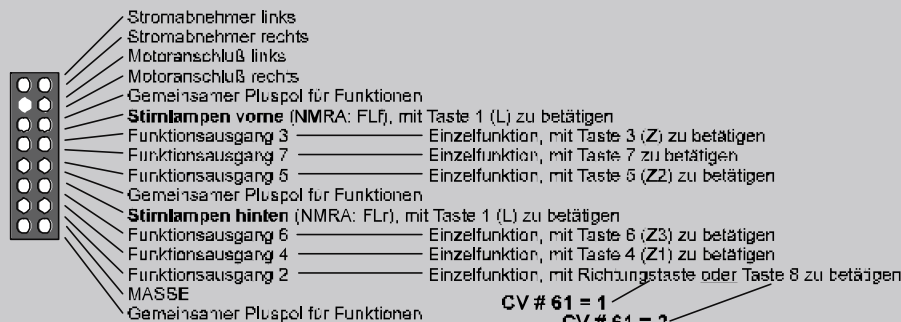 Stromabnehmer links
Stromabnehmer rechts
Motoranschluß links
Motoranschluß rechts
Gemeinsamer Pluspol für Funktionen
Stirnlampen vorne (NMRA: FLf), mit Taste 1 (L) zu betätigen
Funktionsausgang 3 Einzelfunktion, mit Taste 3 (Z) zu betätigen
Funktionsausgang 7 Einzelfunktion, mit Taste 7 zu betätigen
Funktionsausgang 5 Einzelfunktion, mit Taste 5 (Z2) zu betätigen
Gemeinsamer Pluspol für Funktionen
Stirnlampen hinten (NMRA: FLr), mit Taste 1 (L) zu betätigen
Funktionsausgang 6 Einzelfunktion, mit Taste 6 (Z3) zu betätigen
Funktionsausgang 4 Einzelfunktion, mit Taste 4 (Z1) zu betätigen
Funktionsausgang 2 Einzelfunktion, mit Richtungstaste oder Taste 8 zu betätigen
MASSE
CV # 61 = 1
Gemeinsamer Pluspol für Funktionen